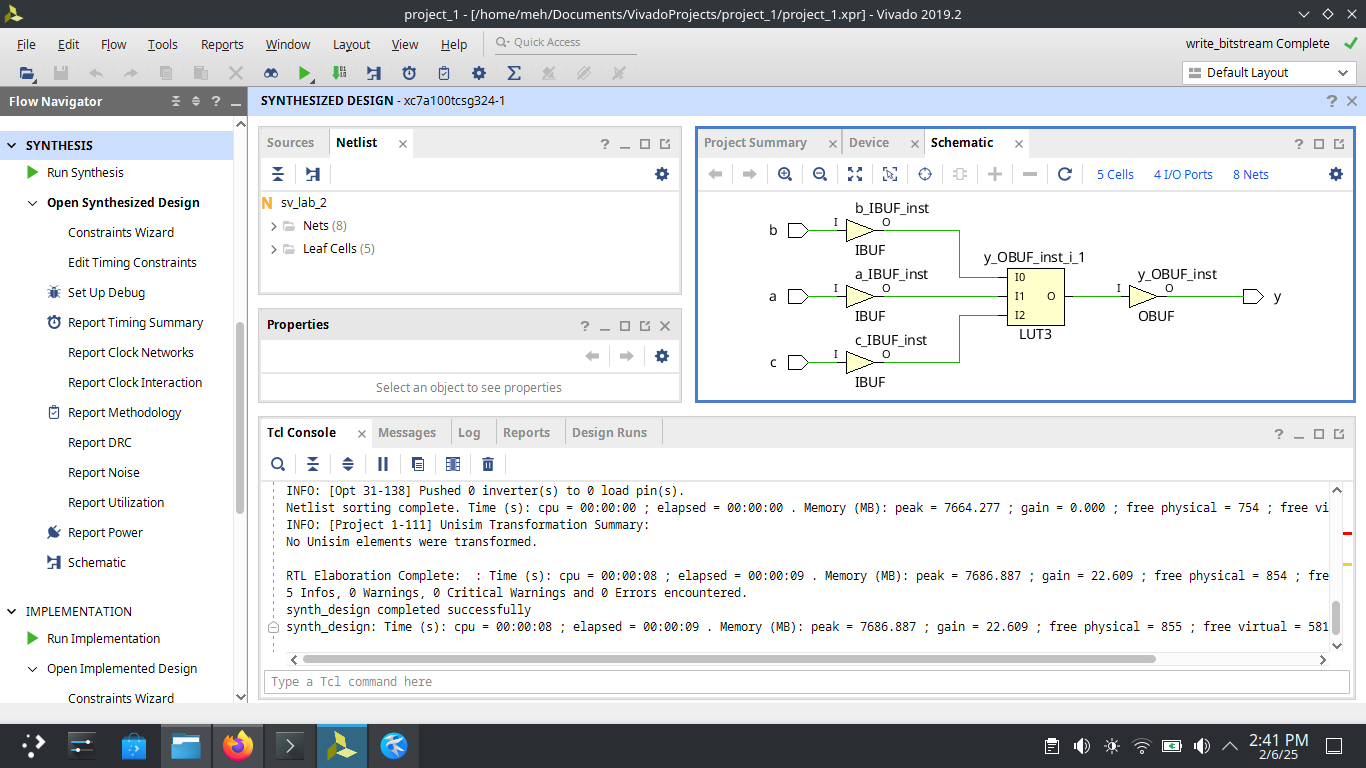 project_1 - [/home/meh/Documents/VivadoProjects/project_1/project_1.xpr] - Vivado 2019.2
File Edit Flow Tools Reports Window Layout View Help Quick Access
write_bitstream Complete
Default Layout
Flow Navigator
SYNTHESIS
Run Synthesis
Open Synthesized Design
Constraints Wizard
Edit Timing Constraints
Set Up Debug
Report Timing Summary
Report Clock Networks
Report Clock Interaction
Report Methodology
Report DRC
Report Noise
Report Utilization
Report Power
Schematic
IMPLEMENTATION
Run Implementation
Open Implemented Design
Constraints Wizard
SYNTHESIZED DESIGN - xc7a100tcsg324-1
Sources Netlist
N sv_lab_2
Nets (8)
Leaf Cells (5)
Properties
Select an object to see properties
Project Summary Device Schematic
5 Cells 4 I/O Ports 8 Nets
b_IBUF_inst
b I O
IBUF
a_IBUF_inst
a I O
IBUF
c_IBUF_inst
c I O
IBUF
y_OBUF_inst_i_1
I0
I1 O
I2
LUT3
y_OBUF_inst
I O y
OBUF
Tcl Console Messages Log Reports Design Runs
INFO: [Opt 31-138] Pushed 0 inverter(s) to 0 load pin(s).
Netlist sorting complete. Time (s): cpu = 00:00:00 ; elapsed = 00:00:00 . Memory (MB): peak = 7664.277 ; gain = 0.000 ; free physical = 754 ; free vi
INFO: [Project 1-111] Unisim Transformation Summary:
No Unisim elements were transformed.
RTL Elaboration Complete:  : Time (s): cpu = 00:00:08 ; elapsed = 00:00:09 . Memory (MB): peak = 7686.887 ; gain = 22.609 ; free physical = 854 ; fre
5 Infos, 0 Warnings, 0 Critical Warnings and 0 Errors encountered.
synth_design completed successfully
synth_design: Time (s): cpu = 00:00:08 ; elapsed = 00:00:09 . Memory (MB): peak = 7686.887 ; gain = 22.609 ; free physical = 855 ; free virtual = 581
Type a Tcl command here
2:41 PM
2/6/25